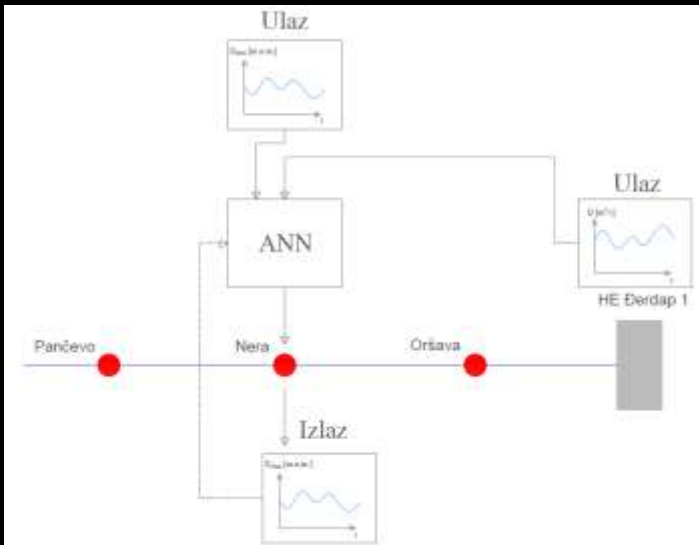 Ulaz
t
Ulaz
ANN
t
HE Đerdap 1
Pančevo
Nera
Oršava
Izlaz
t